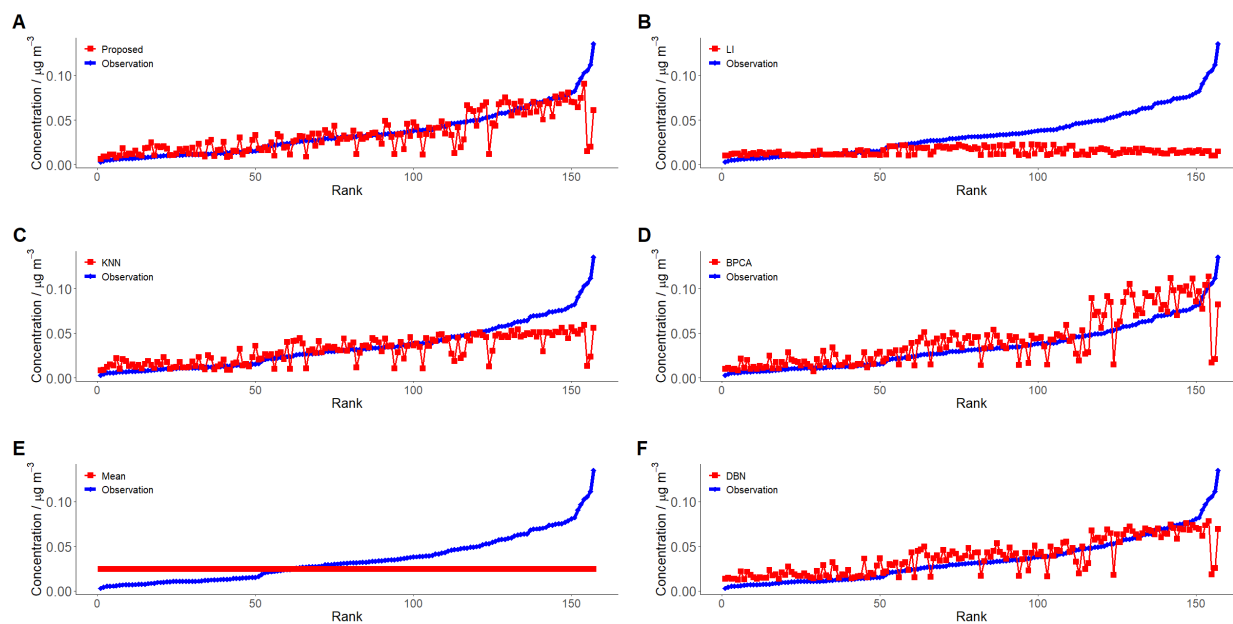 A
Proposed
Observation
Concentration / μg m⁻³
0.10
0.05
0.00
0
50
100
150
Rank
B
LI
Observation
Concentration / μg m⁻³
0.10
0.05
0.00
0
50
100
150
Rank
C
KNN
Observation
Concentration / μg m⁻³
0.10
0.05
0.00
0
50
100
150
Rank
D
BPCA
Observation
Concentration / μg m⁻³
0.10
0.05
0.00
0
50
100
150
Rank
E
Mean
Observation
Concentration / μg m⁻³
0.10
0.05
0.00
0
50
100
150
Rank
F
DBN
Observation
Concentration / μg m⁻³
0.10
0.05
0.00
0
50
100
150
Rank